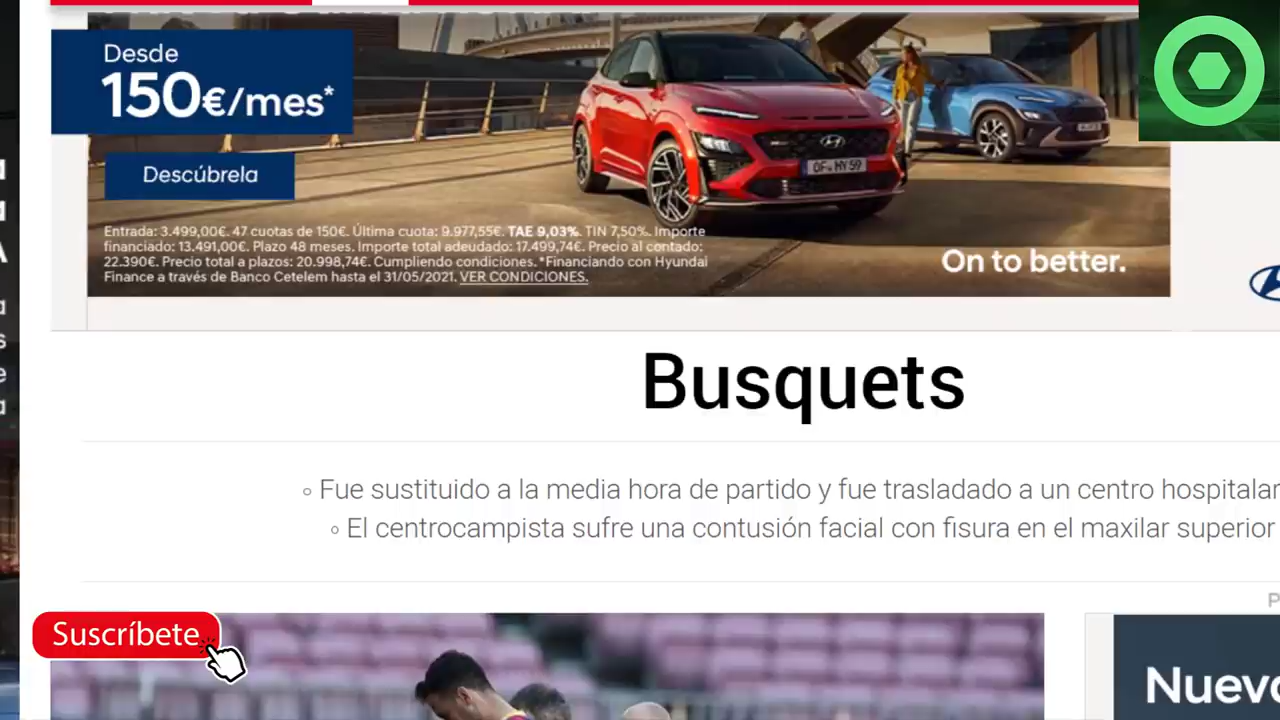 Desde
150€/mes*
Descúbrela
Entrada: 3.499,00€. 47 cuotas de 150€. Última cuota: 9.977,55€. TAE 9,03%. TIN 7,50%. Importe
financiado: 13.491,00€. Plazo 48 meses. Importe total adeudado: 17.499,74€. Precio al contado:
22.390€. Precio total a plazos: 20.998,74€. Cumpliendo condiciones. *Financiando con Hyundai
Finance a través de Banco Cetelem hasta el 31/05/2021. VER CONDICIONES.
On to better.
Busquets
◦ Fue sustituido a la media hora de partido y fue trasladado a un centro hospitalar
◦ El centrocampista sufre una contusión facial con fisura en el maxilar superior
Suscríbete
Nuevo